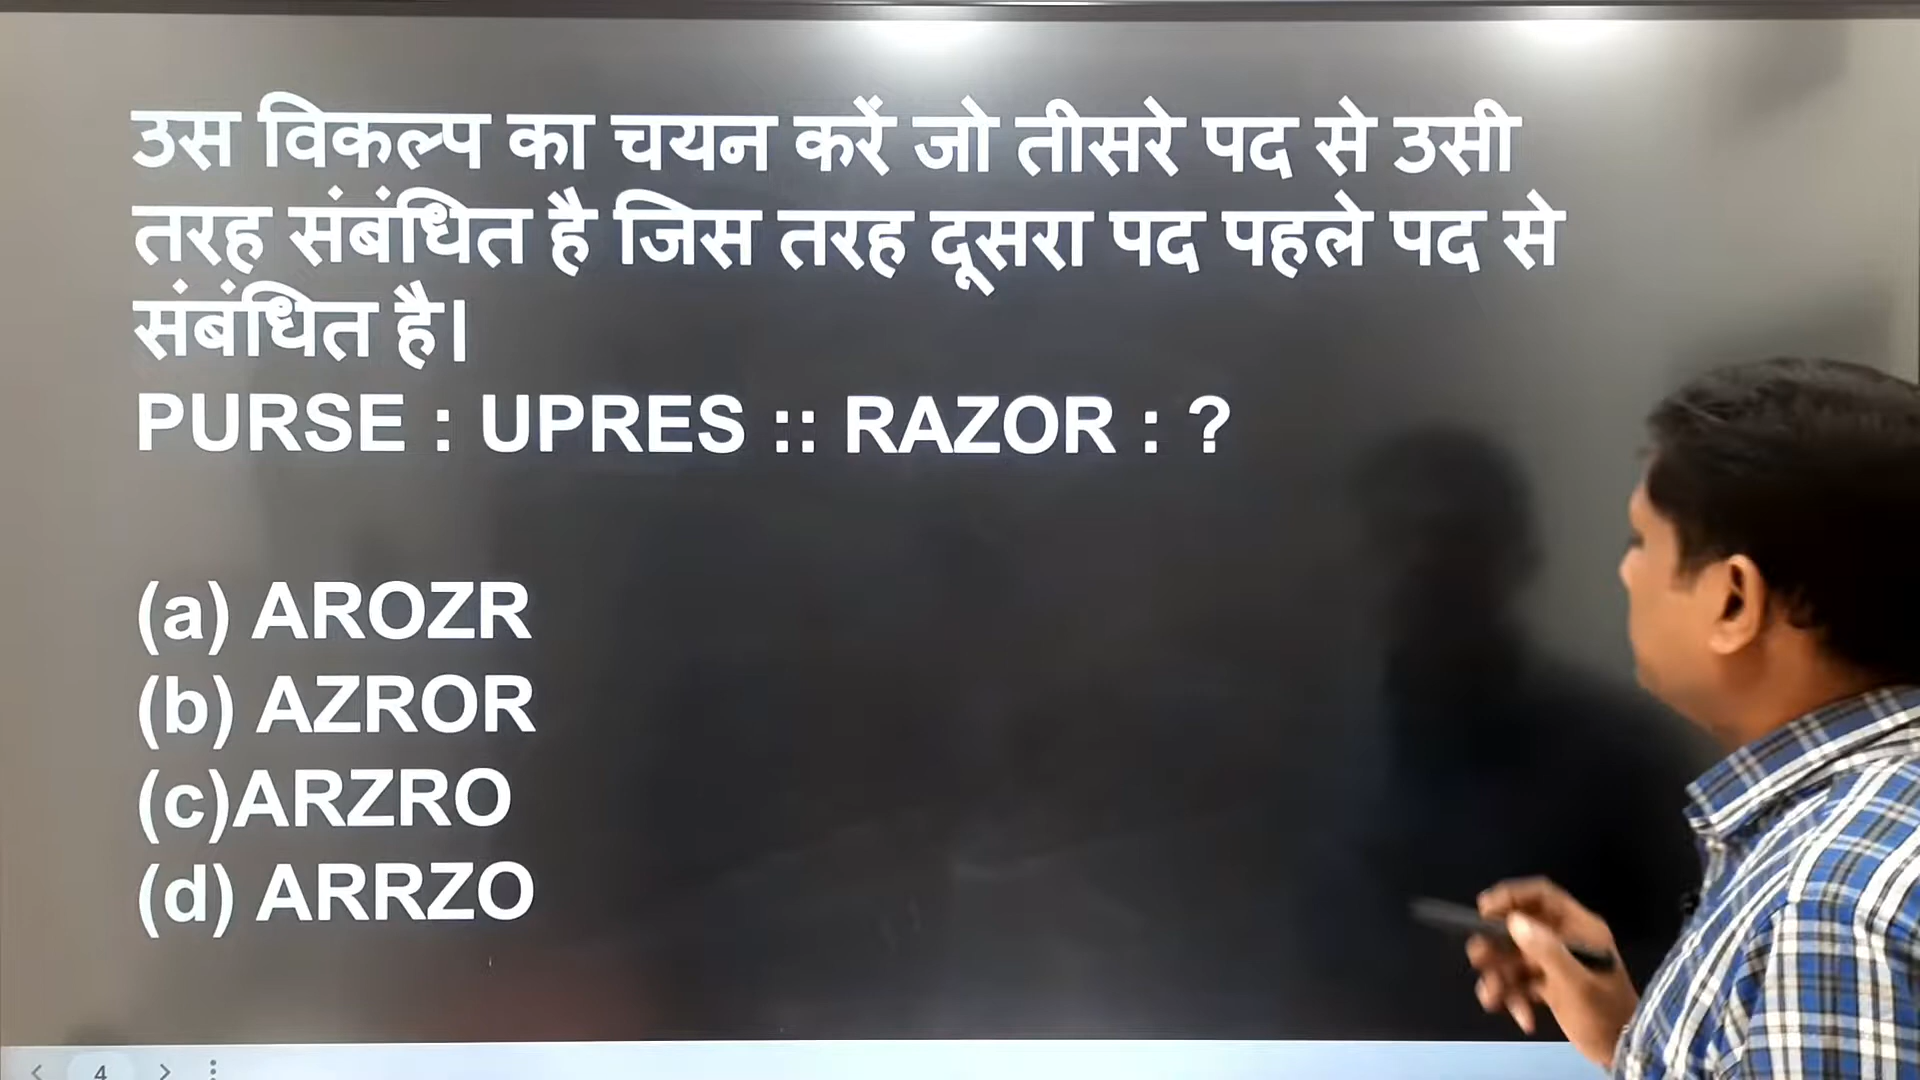 उस विकल्प का चयन करें जो तीसरे पद से उसी
तरह संबंधित है जिस तरह दूसरा पद पहले पद से
संबंधित है।
PURSE : UPRES :: RAZOR : ?
(a) AROZR
(b) AZROR
(c)ARZRO
(d) ARRZO
4